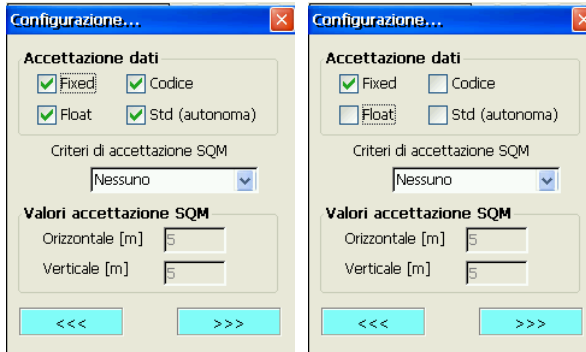 Configurazione...
Accettazione dati
Fixed Codice
Float Std (autonoma)
Criteri di accettazione SQM
Nessuno
Valori accettazione SQM
Orizzontale [m] 5
Verticale [m] 5
<<< >>>
Configurazione...
Accettazione dati
Fixed Codice
Float Std (autonoma)
Criteri di accettazione SQM
Nessuno
Valori accettazione SQM
Orizzontale [m] 5
Verticale [m] 5
<<< >>>